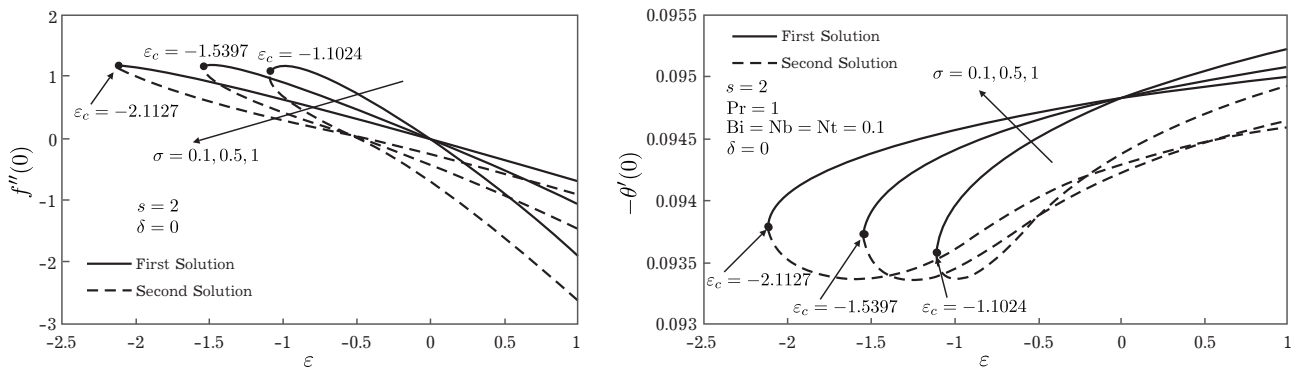 2
1
0
-1
-2
-3
f''(0)
ε_c = −1.5397
ε_c = −1.1024
ε_c = −2.1127
σ = 0.1, 0.5, 1
s = 2
δ = 0
First Solution
Second Solution
-2.5
-2
-1.5
-1
-0.5
0
0.5
1
ε
0.0955
0.095
0.0945
0.094
0.0935
0.093
−θ'(0)
First Solution
Second Solution
σ = 0.1, 0.5, 1
s = 2
Pr = 1
Bi = Nb = Nt = 0.1
δ = 0
ε_c = −2.1127
ε_c = −1.5397
ε_c = −1.1024
-2.5
-2
-1.5
-1
-0.5
0
0.5
1
ε